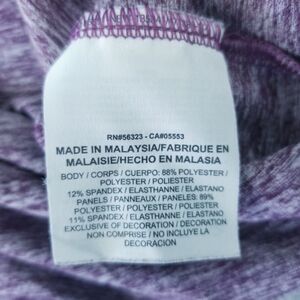 RN#56323 - CA#05553
MADE IN MALAYSIA/FABRIQUE EN
MALAISIE/HECHO EN MALASIA
BODY / CORPS / CUERPO: 88% POLYESTER /
POLYESTER / POLIESTER
12% SPANDEX / ELASTHANNE / ELASTANO
PANELS / PANNEAUX / PANELES: 89%
POLYESTER / POLYESTER / POLIESTER
11% SPANDEX / ELASTHANNE / ELASTANO
EXCLUSIVE OF DECORATION / DECORATION
NON COMPRISE / NO INCLUYE LA
DECORACION